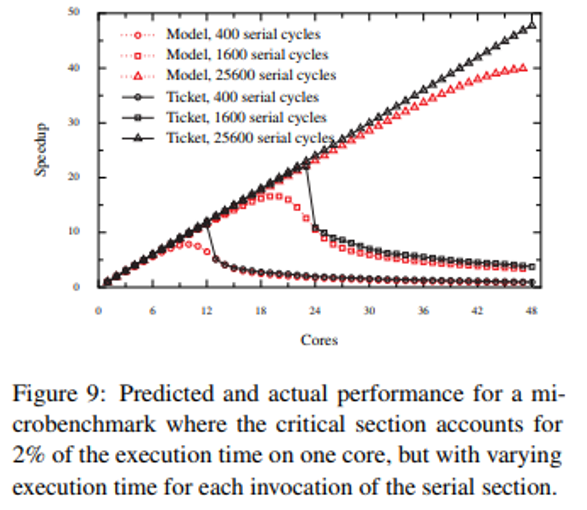 50
40
30
20
10
0
Speedup
Model, 400 serial cycles
Model, 1600 serial cycles
Model, 25600 serial cycles
Ticket, 400 serial cycles
Ticket, 1600 serial cycles
Ticket, 25600 serial cycles
0 6 12 18 24 30 36 42 48
Cores
Figure 9: Predicted and actual performance for a mi-
crobenchmark where the critical section accounts for
2% of the execution time on one core, but with varying
execution time for each invocation of the serial section.